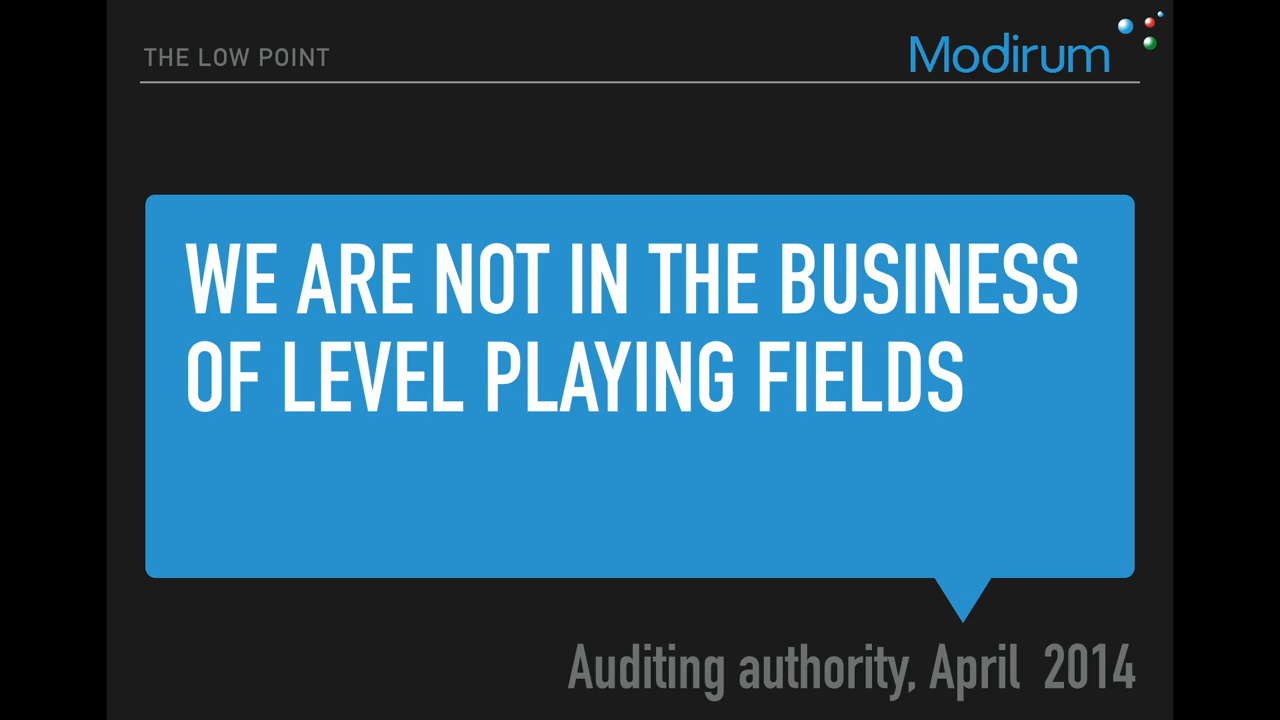 THE LOW POINT
Modirum
WE ARE NOT IN THE BUSINESS
OF LEVEL PLAYING FIELDS
Auditing authority, April 2014